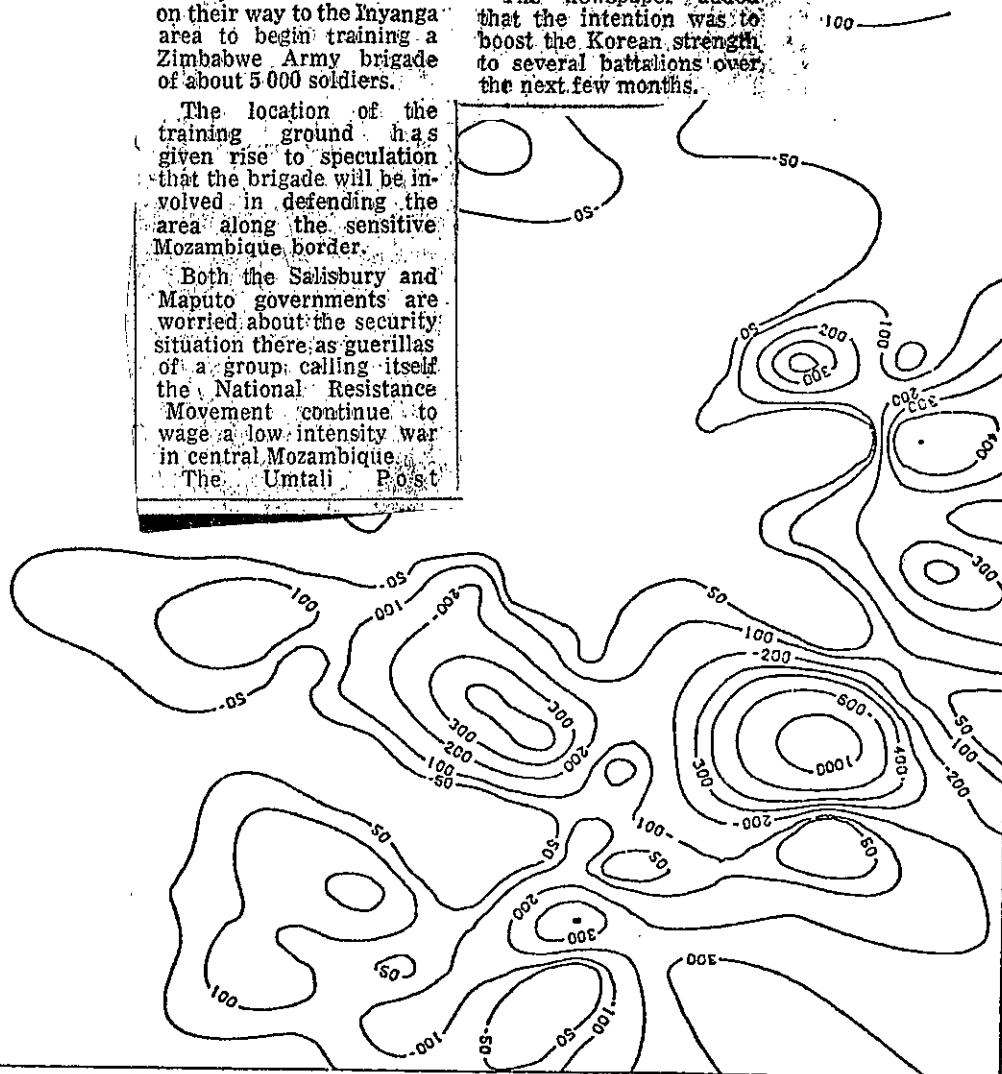 on their way to the Inyanga
area to begin training a
Zimbabwe Army brigade
of about 5 000 soldiers.
The location of the
training ground has
given rise to speculation
that the brigade will be in-
volved in defending the
area along the sensitive
Mozambique border.
Both the Salisbury and
Maputo governments are
worried about the security
situation there as guerillas
of a group calling itself
the National Resistance
Movement continue to
wage a low intensity war
in central Mozambique.
The Umtali Post
The newspaper added
that the intention was to
boost the Korean strength
to several battalions over
the next few months.
100
50
50
50
200
100
300
200
300
400
300
50
100
100
200
50
100
200
50
300
300
200
100
50
200
600
1000
400
300
200
50
100
200
50
50
100
50
60
200
300
50
100
300
100
50
50
100